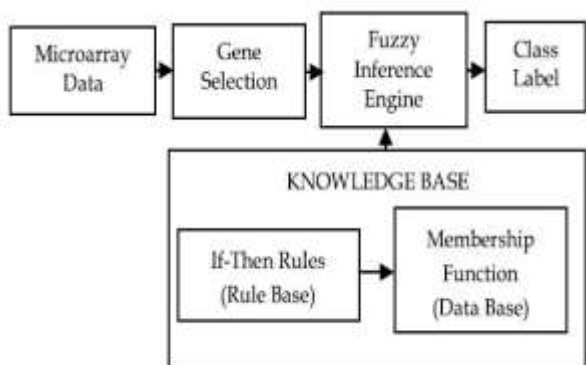 Microarray
Data
Gene
Selection
Fuzzy
Inference
Engine
Class
Label
KNOWLEDGE BASE
If-Then Rules
(Rule Base)
Membership
Function
(Data Base)